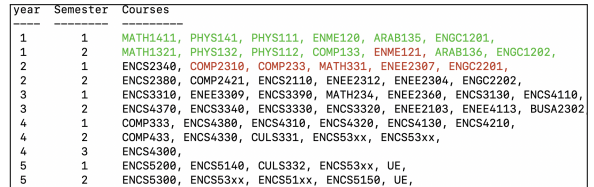 year Semester Courses
---- -------- ---------
1 1 MATH1411, PHYS141, PHYS111, ENME120, ARAB135, ENGC1201,
1 2 MATH1321, PHYS132, PHYS112, COMP133, ENME121, ARAB136, ENGC1202,
2 1 ENCS2340, COMP2310, COMP233, MATH331, ENEE2307, ENGC2201,
2 2 ENCS2380, COMP2421, ENCS2110, ENEE2312, ENEE2304, ENGC2202,
3 1 ENCS3310, ENEE3309, ENCS3390, MATH234, ENEE2360, ENCS3130, ENCS4110,
3 2 ENCS4370, ENCS3340, ENCS3330, ENCS3320, ENEE2103, ENEE4113, BUSA2302
4 1 COMP333, ENCS4380, ENCS4310, ENCS4320, ENCS4130, ENCS4210,
4 2 COMP433, ENCS4330, CULS331, ENCS53xx, ENCS53xx,
4 3 ENCS4300,
5 1 ENCS5200, ENCS5140, CULS332, ENCS53xx, UE,
5 2 ENCS5300, ENCS53xx, ENCS51xx, ENCS5150, UE,